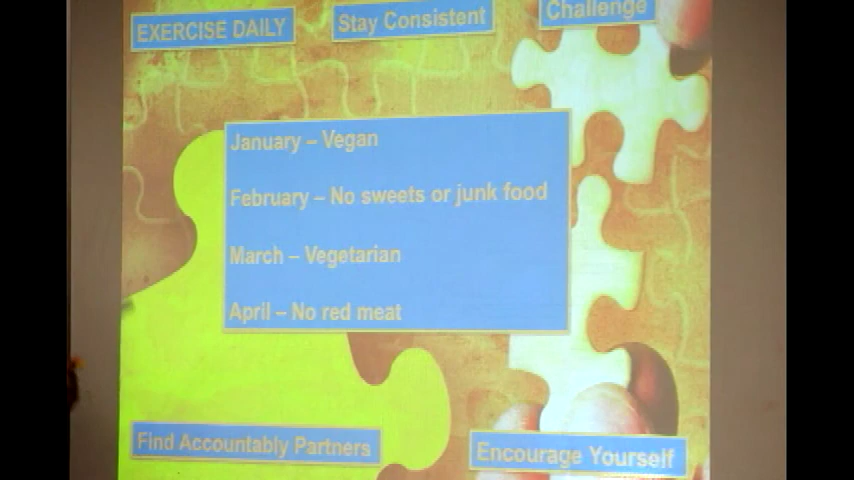 EXERCISE DAILY
Stay Consistent
Challenge
January – Vegan
February – No sweets or junk food
March – Vegetarian
April – No red meat
Find Accountably Partners
Encourage Yourself